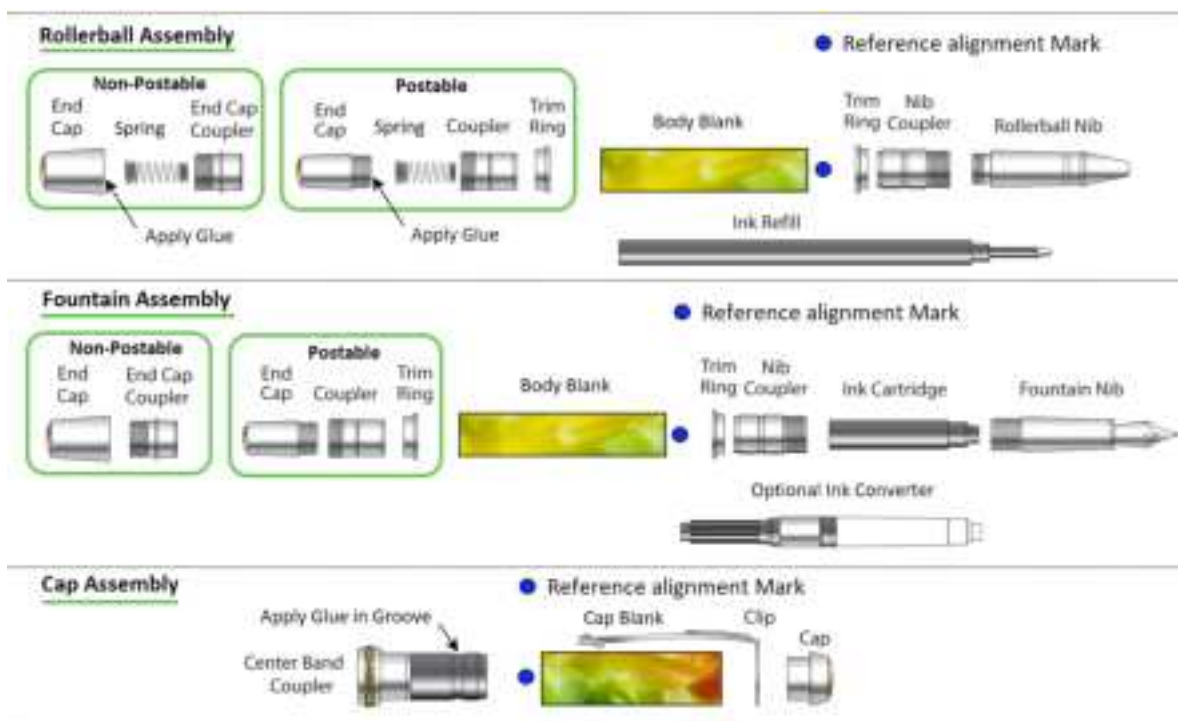 Rollerball Assembly
Reference alignment Mark
Non-Postable
End Cap
Spring
End Cap Coupler
Apply Glue
Postable
End Cap
Spring
Coupler
Trim Ring
Apply Glue
Body Blank
Trim Ring
Nib Coupler
Rollerball Nib
Ink Refill
Fountain Assembly
Reference alignment Mark
Non-Postable
End Cap
End Cap Coupler
Postable
End Cap
Coupler
Trim Ring
Body Blank
Trim Ring
Nib Coupler
Ink Cartridge
Fountain Nib
Optional Ink Converter
Cap Assembly
Reference alignment Mark
Apply Glue in Groove
Cap Blank
Clip
Cap
Center Band
Coupler